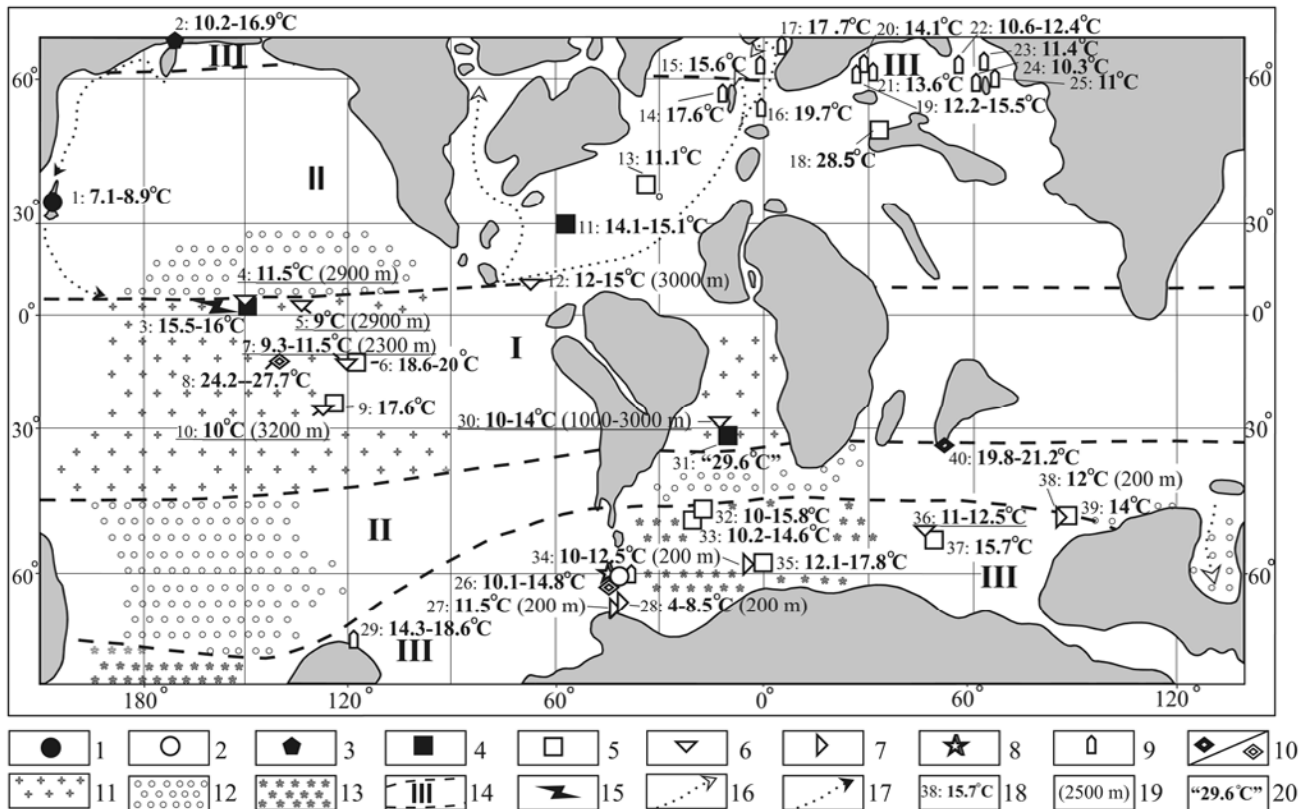 2: 10.2-16.9°C
17: 17.7°C
20: 14.1°C
22: 10.6-12.4°C
23: 11.4°C
24: 10.3°C
25: 11°C
III
III
15: 15.6°C
60°
60°
21: 13.6°C
19: 12.2-15.5°C
14: 17.6°C
16: 19.7°C
18: 28.5°C
13: 11.1°C
II
1: 7.1-8.9°C
30°
30°
11: 14.1-15.1°C
4: 11.5°C (2900 m)
12: 12-15°C (3000 m)
0°
0°
3: 15.5-16°C
5: 9°C (2900 m)
I
7: 9.3-11.5°C (2300 m)
6: 18.6-20°C
8: 24.2--27.7°C
9: 17.6°C
10: 10°C (3200 m)
30: 10-14°C (1000-3000 m)
30°
30°
31: "29.6°C"
40: 19.8-21.2°C
38: 12°C (200 m)
39: 14°C
32: 10-15.8°C
36: 11-12.5°C
33: 10.2-14.6°C
37: 15.7°C
II
34: 10-12.5°C (200 m)
35: 12.1-17.8°C
III
60°
60°
26: 10.1-14.8°C
27: 11.5°C (200 m)
28: 4-8.5°C (200 m)
29: 14.3-18.6°C
III
180°
120°
60°
0°
60°
120°
1
2
3
4
5
6
7
8
9
10
11
12
13
III
14
15
16
17
38: 15.7°C
18
(2500 m)
19
"29.6°C"
20